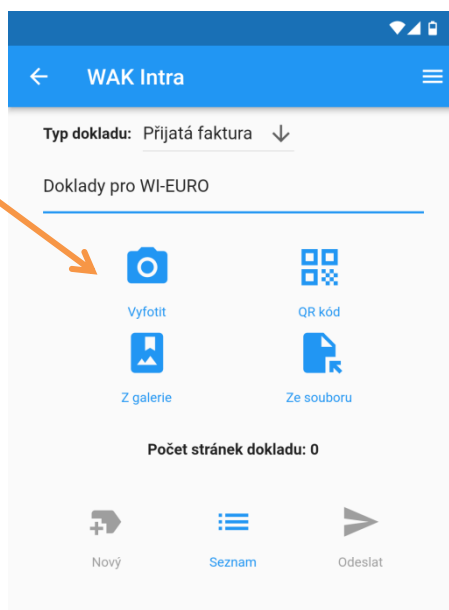 WAK Intra
Typ dokladu: Přijatá faktura
Doklady pro WI-EURO
Vyfotit QR kód
Z galerie Ze souboru
Počet stránek dokladu: 0
Nový Seznam Odeslat